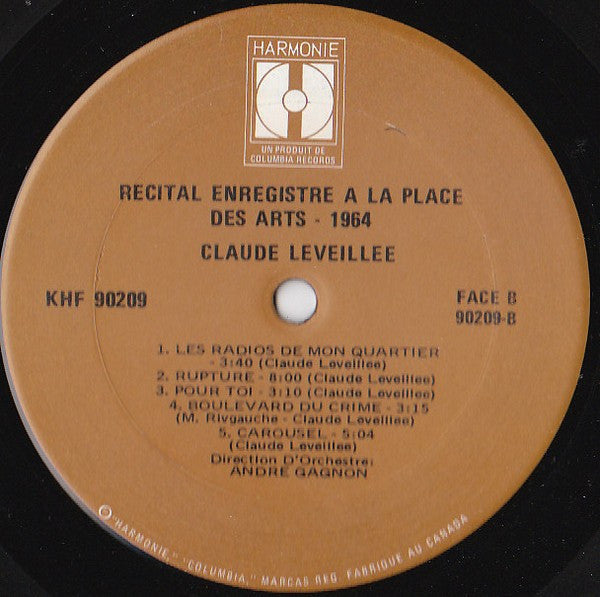 HARMONIE
UN PRODUIT DE
COLUMBIA RECORDS
RECITAL ENREGISTRE A LA PLACE
DES ARTS - 1964
CLAUDE LEVEILLEE
KHF 90209
FACE B
90209-B
1. LES RADIOS DE MON QUARTIER
- 3:40 (Claude Leveillee)
2. RUPTURE - 8:00 (Claude Leveillee)
3. POUR TOI - 3:10 (Claude Leveillee)
4. BOULEVARD DU CRIME - 3:15
(M. Rivgauche - Claude Leveillee)
5. CAROUSEL - 5:04
(Claude Leveillee)
Direction D'Orchestre:
ANDRE GAGNON
© "HARMONIE," "COLUMBIA," MARCAS REG. FABRIQUE AU CANADA